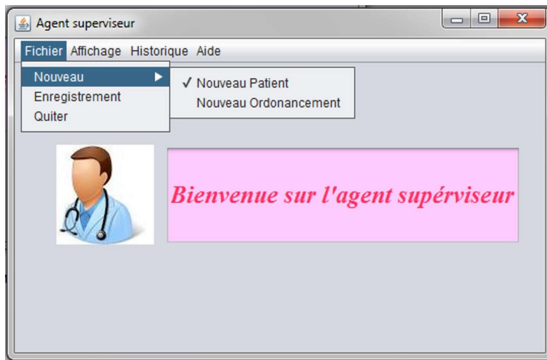 Agent superviseur
Fichier Affichage Historique Aide
Nouveau
Enregistrement
Quiter
✓ Nouveau Patient
Nouveau Ordonancement
Bienvenue sur l'agent supérviseur